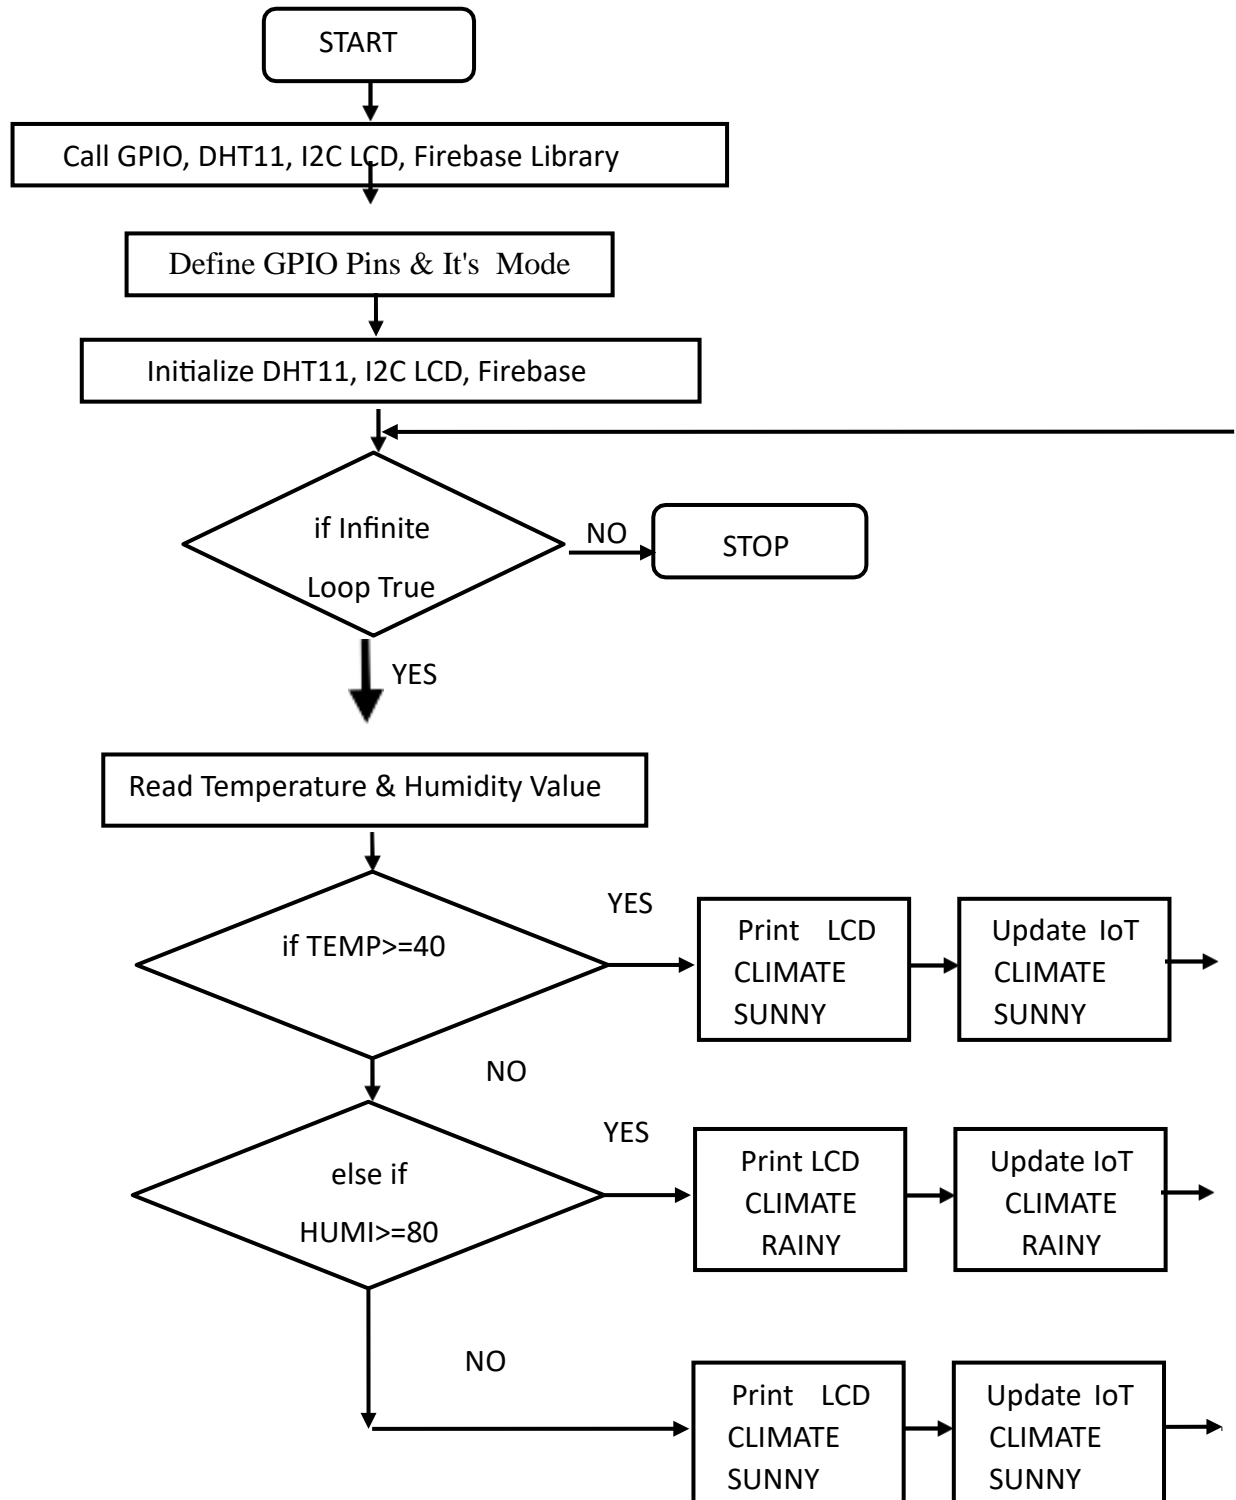 START
Call GPIO, DHT11, I2C LCD, Firebase Library
Define GPIO Pins & It's Mode
Initialize DHT11, I2C LCD, Firebase
if Infinite
Loop True
NO
STOP
YES
Read Temperature & Humidity Value
if TEMP>=40
YES
Print LCD
CLIMATE
SUNNY
Update IoT
CLIMATE
SUNNY
NO
else if
HUMI>=80
YES
Print LCD
CLIMATE
RAINY
Update IoT
CLIMATE
RAINY
NO
Print LCD
CLIMATE
SUNNY
Update IoT
CLIMATE
SUNNY